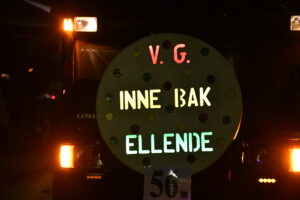 V. G.
INNE BAK
ELLENDE
50